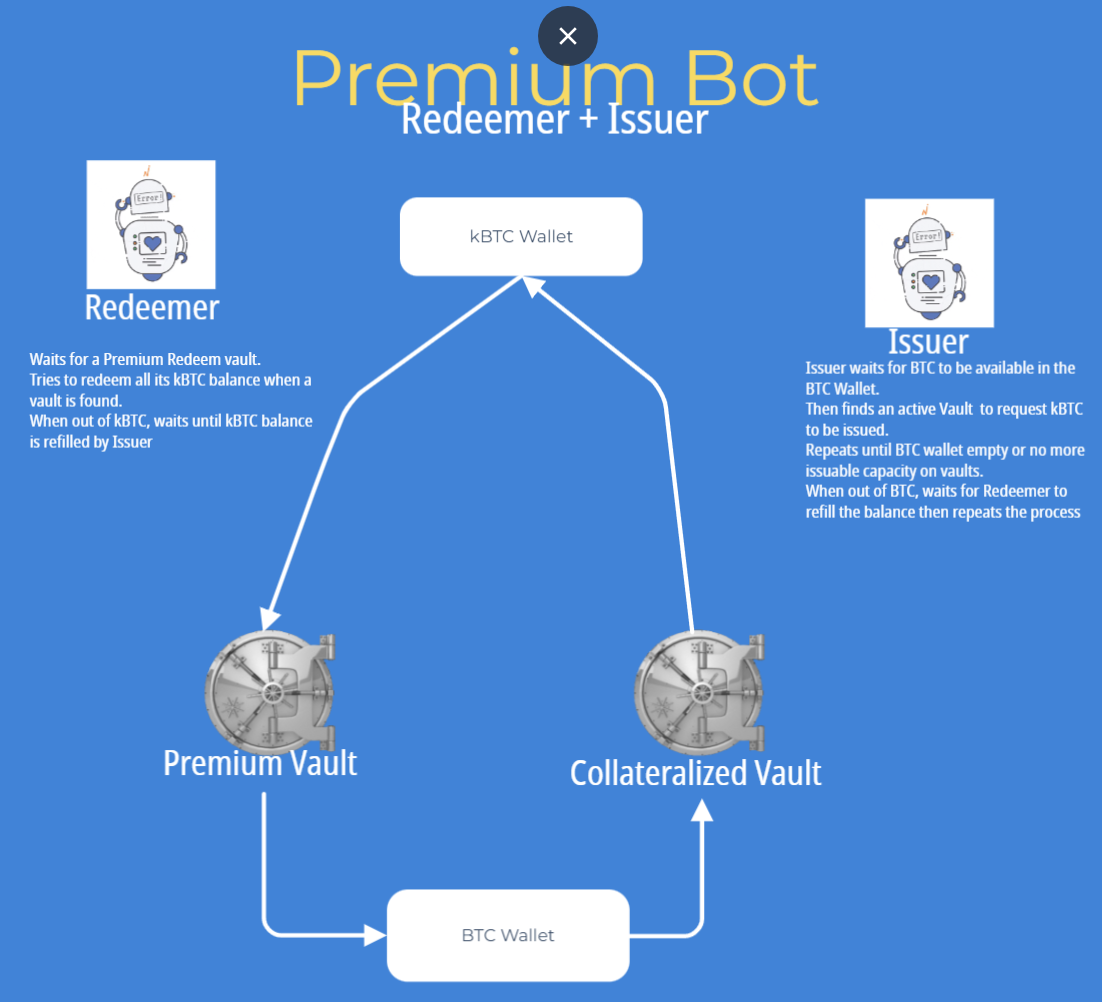 Premium Bot
Redeemer + Issuer
Error!
Redeemer
Waits for a Premium Redeem vault.
Tries to redeem all its kBTC balance when a
vault is found.
When out of kBTC, waits until kBTC balance
is refilled by Issuer
kBTC Wallet
Error!
Issuer
Issuer waits for BTC to be available in the
BTC Wallet.
Then finds an active Vault  to request kBTC
to be issued.
Repeats until BTC wallet empty or no more
issuable capacity on vaults.
When out of BTC, waits for Redeemer to
refill the balance then repeats the process
Premium Vault
Collateralized Vault
BTC Wallet